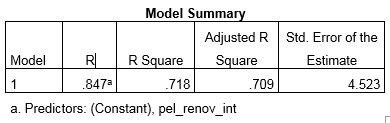 Model Summary
Adjusted R Std. Error of the
Model R R Square Square Estimate
1 .847a .718 .709 4.523
a. Predictors: (Constant), pel_renov_int